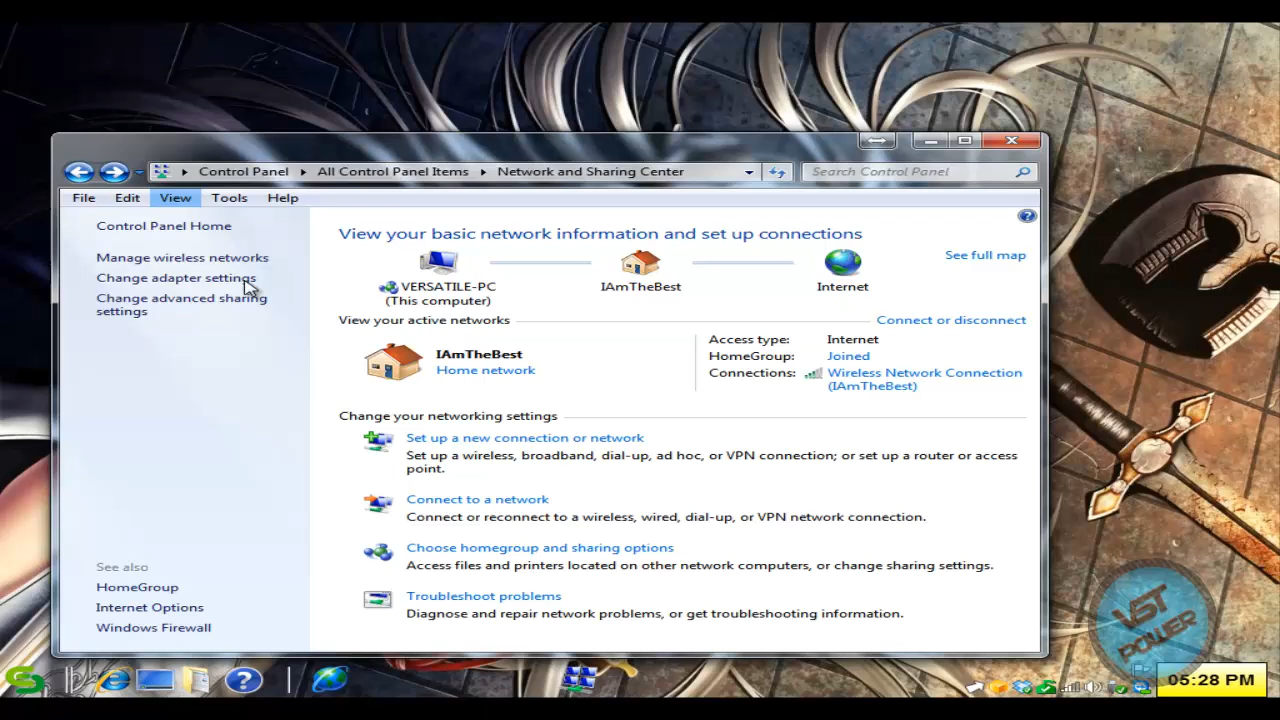 Control Panel
All Control Panel Items
Network and Sharing Center
Search Control Panel
File Edit View Tools Help
Control Panel Home
Manage wireless networks
Change adapter settings
Change advanced sharing
settings
See also
HomeGroup
Internet Options
Windows Firewall
View your basic network information and set up connections
See full map
VERSATILE-PC
(This computer)
IAmTheBest
Internet
View your active networks
Connect or disconnect
IAmTheBest
Home network
Access type: Internet
HomeGroup: Joined
Connections: Wireless Network Connection
(IAmTheBest)
Change your networking settings
Set up a new connection or network
Set up a wireless, broadband, dial-up, ad hoc, or VPN connection; or set up a router or access
point.
Connect to a network
Connect or reconnect to a wireless, wired, dial-up, or VPN network connection.
Choose homegroup and sharing options
Access files and printers located on other network computers, or change sharing settings.
Troubleshoot problems
Diagnose and repair network problems, or get troubleshooting information.
VST
POWER
05:28 PM